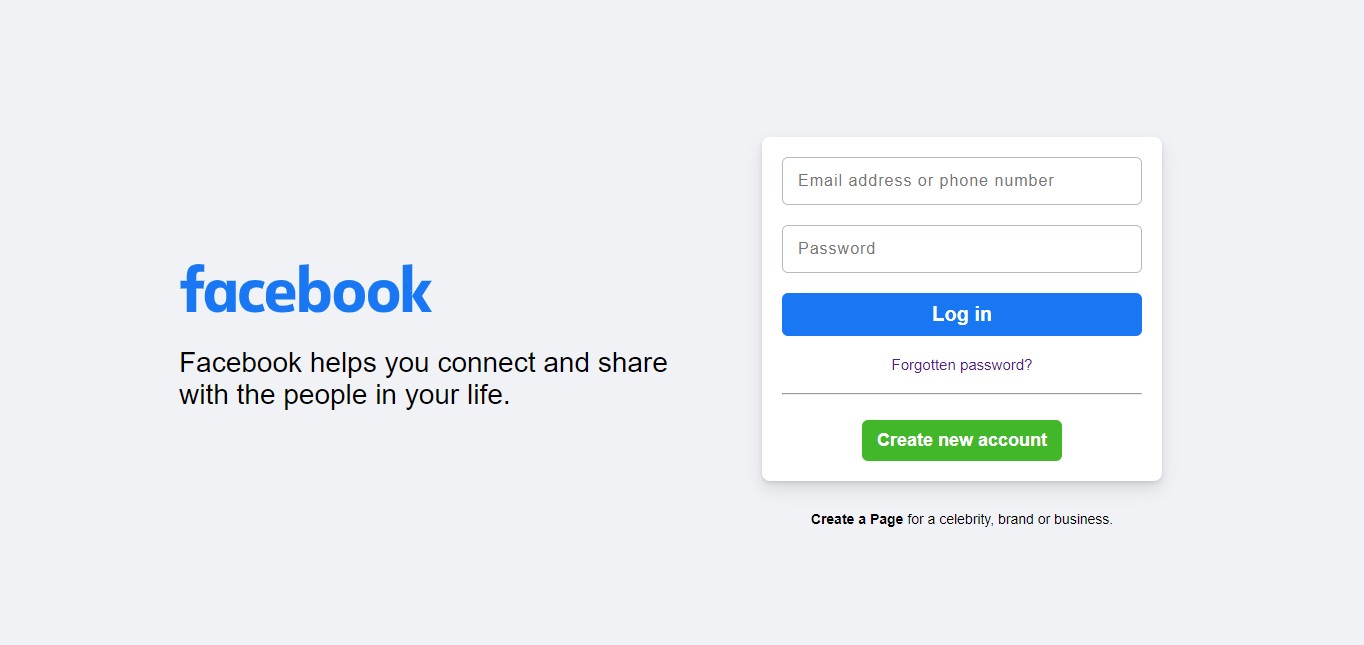 facebook
Facebook helps you connect and share
with the people in your life.
Email address or phone number
Password
Log in
Forgotten password?
Create new account
Create a Page for a celebrity, brand or business.